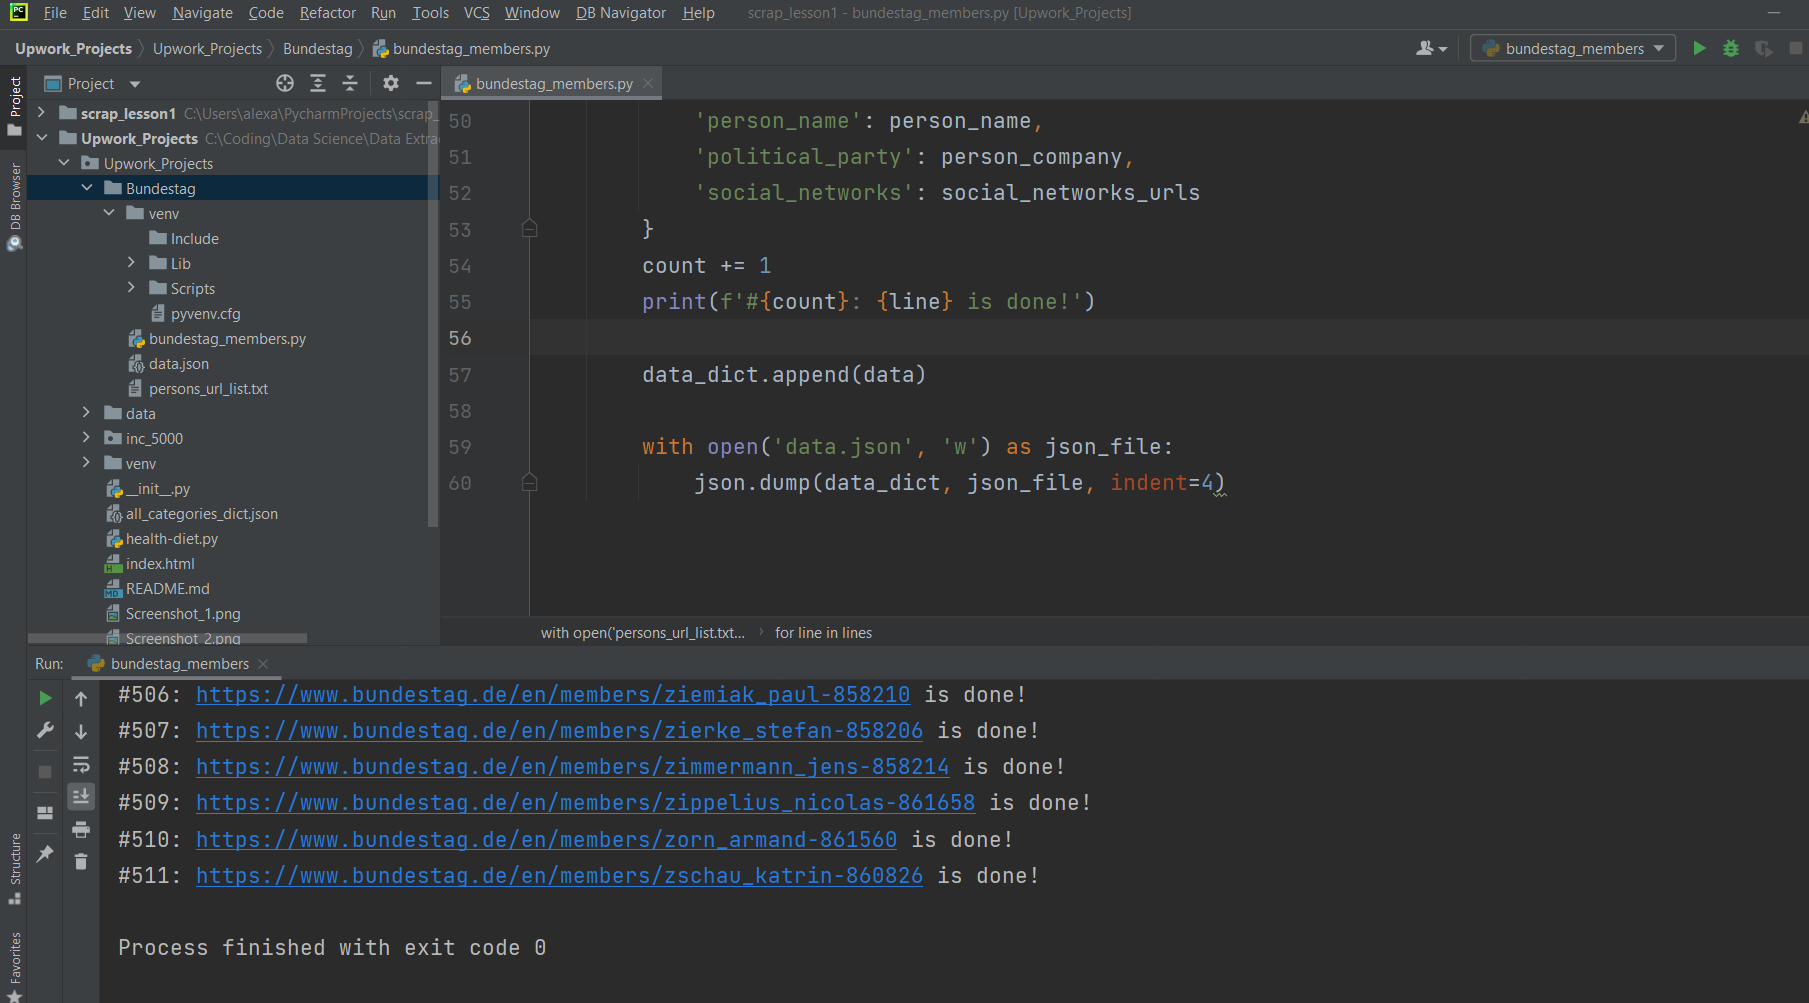 PC File Edit View Navigate Code Refactor Run Tools VCS Window DB Navigator Help scrap_lesson1 - bundestag_members.py [Upwork_Projects]
Upwork_Projects Upwork_Projects Bundestag bundestag_members.py bundestag_members
Project
DB Browser
Structure
Favorites
Project
scrap_lesson1 C:\Users\alexa\PycharmProjects\scrap_
Upwork_Projects C:\Coding\Data Science\Data Extra
Upwork_Projects
Bundestag
venv
Include
Lib
Scripts
pyvenv.cfg
bundestag_members.py
data.json
persons_url_list.txt
data
inc_5000
venv
__init__.py
all_categories_dict.json
health-diet.py
index.html
README.md
Screenshot_1.png
Screenshot_2.png
bundestag_members.py
50 'person_name': person_name,
51 'political_party': person_company,
52 'social_networks': social_networks_urls
53 }
54 count += 1
55 print(f'#{count}: {line} is done!')
56
57 data_dict.append(data)
58
59 with open('data.json', 'w') as json_file:
60 json.dump(data_dict, json_file, indent=4)
with open('persons_url_list.txt... for line in lines
Run: bundestag_members
#506: https://www.bundestag.de/en/members/ziemiak_paul-858210 is done!
#507: https://www.bundestag.de/en/members/zierke_stefan-858206 is done!
#508: https://www.bundestag.de/en/members/zimmermann_jens-858214 is done!
#509: https://www.bundestag.de/en/members/zippelius_nicolas-861658 is done!
#510: https://www.bundestag.de/en/members/zorn_armand-861560 is done!
#511: https://www.bundestag.de/en/members/zschau_katrin-860826 is done!
Process finished with exit code 0